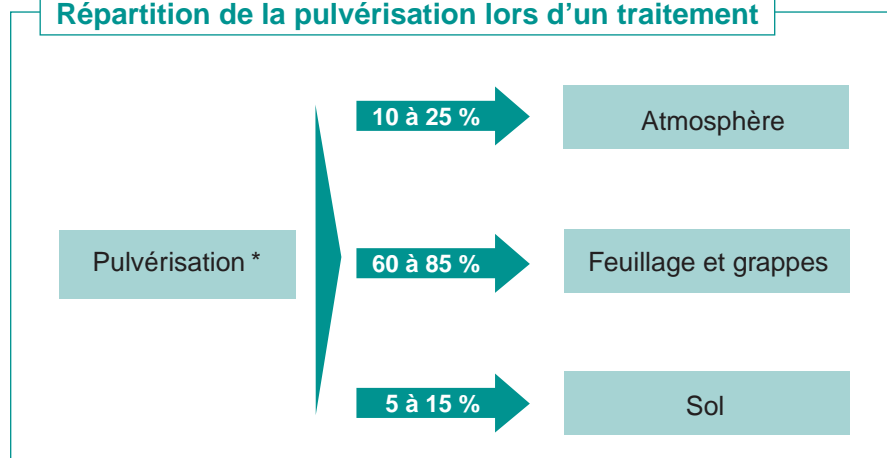 Répartition de la pulvérisation lors d’un traitement
10 à 25 %
Atmosphère
Pulvérisation *
60 à 85 %
Feuillage et grappes
5 à 15 %
Sol